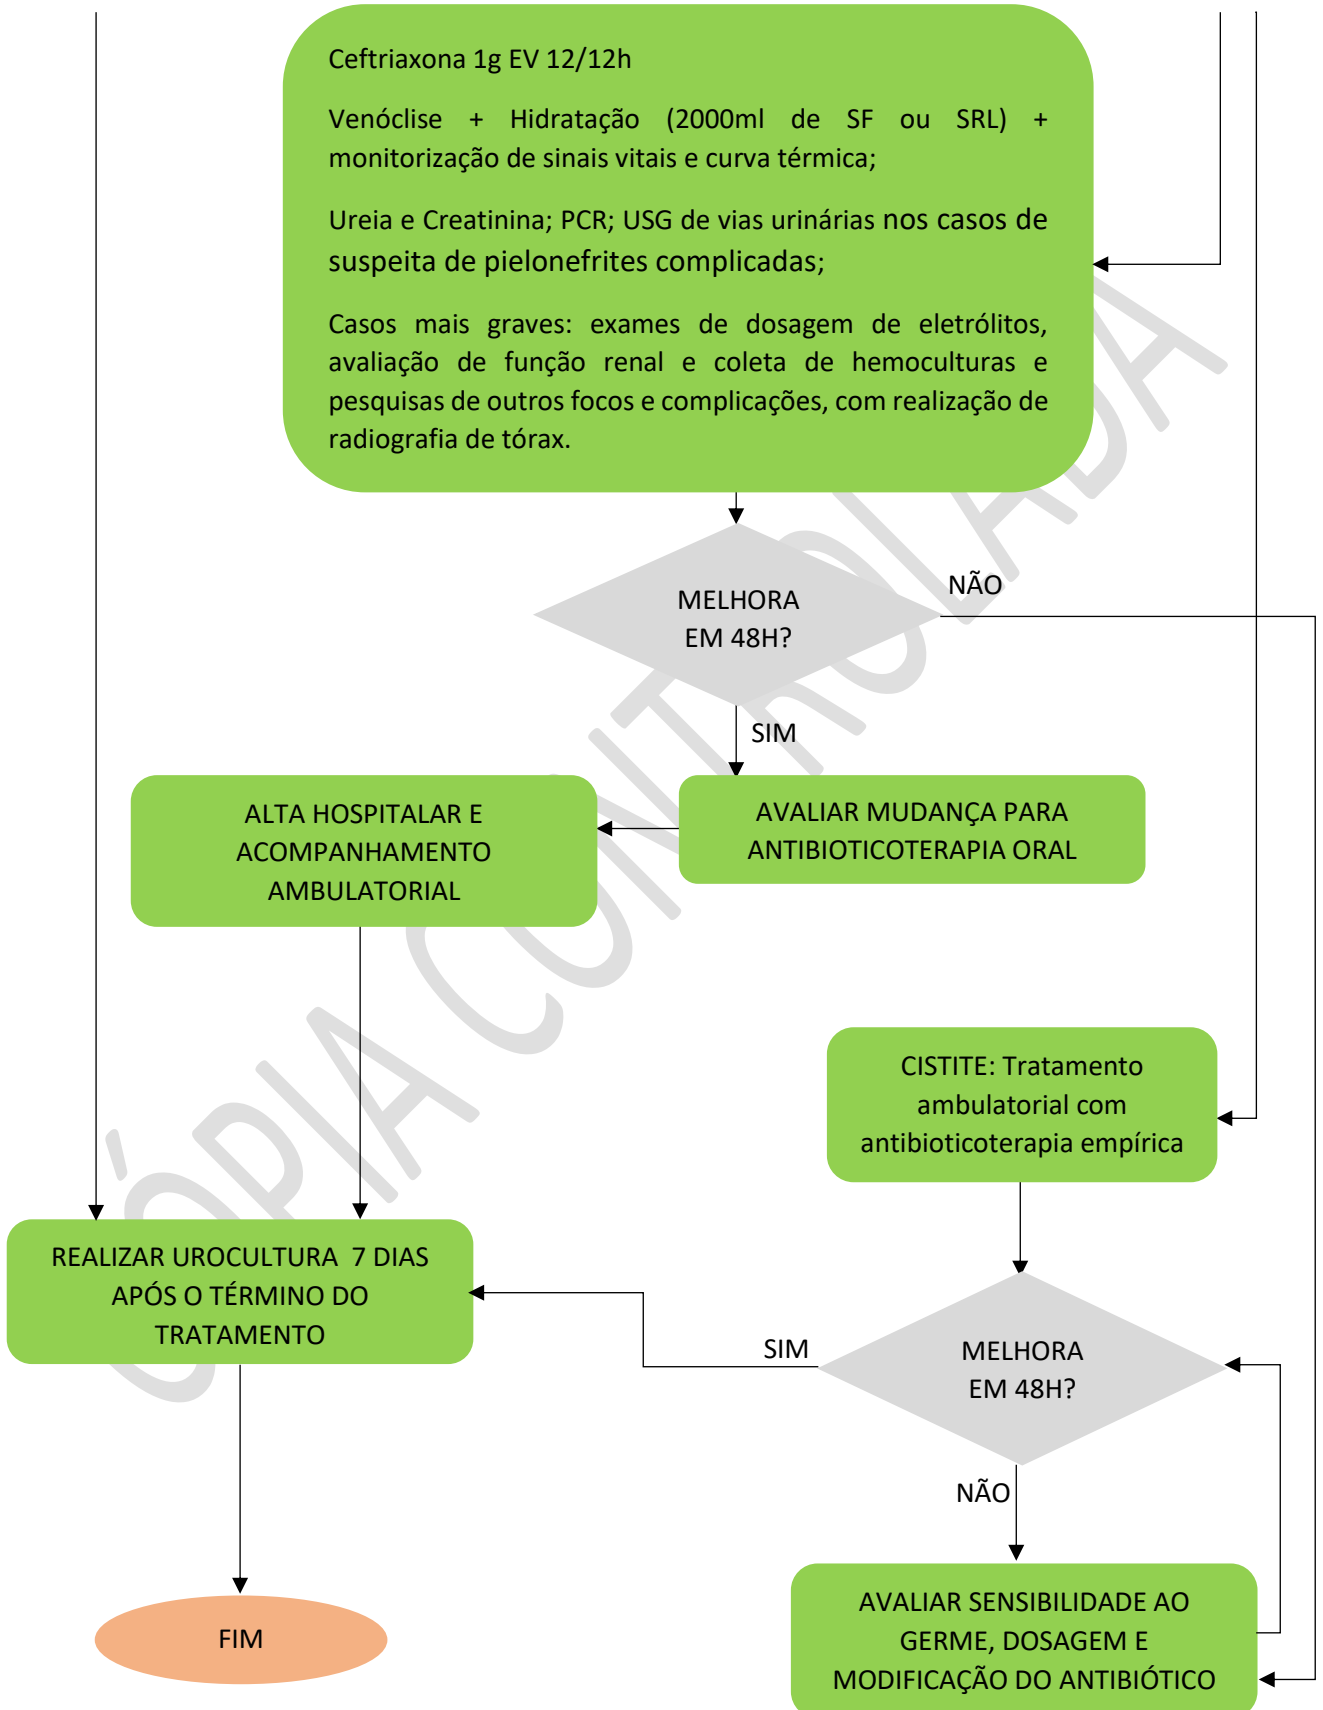 Ceftriaxona 1g EV 12/12h
Venóclise + Hidratação (2000ml de SF ou SRL) +
monitorização de sinais vitais e curva térmica;
Ureia e Creatinina; PCR; USG de vias urinárias nos casos de
suspeita de pielonefrites complicadas;
Casos mais graves: exames de dosagem de eletrólitos,
avaliação de função renal e coleta de hemoculturas e
pesquisas de outros focos e complicações, com realização de
radiografia de tórax.
MELHORA
EM 48H?
NÃO
SIM
ALTA HOSPITALAR E
ACOMPANHAMENTO
AMBULATORIAL
AVALIAR MUDANÇA PARA
ANTIBIOTICOTERAPIA ORAL
CISTITE: Tratamento
ambulatorial com
antibioticoterapia empírica
REALIZAR UROCULTURA 7 DIAS
APÓS O TÉRMINO DO
TRATAMENTO
SIM
MELHORA
EM 48H?
NÃO
FIM
AVALIAR SENSIBILIDADE AO
GERME, DOSAGEM E
MODIFICAÇÃO DO ANTIBIÓTICO
CÓPIA CONTROLADA